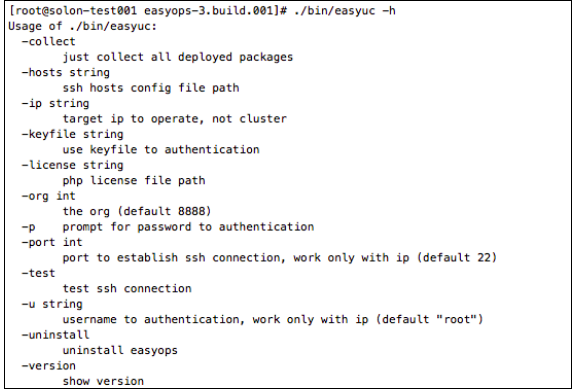 [root@solon-test001 easyops-3.build.001]# ./bin/easyuc -h
Usage of ./bin/easyuc:
  -collect
        just collect all deployed packages
  -hosts string
        ssh hosts config file path
  -ip string
        target ip to operate, not cluster
  -keyfile string
        use keyfile to authentication
  -license string
        php license file path
  -org int
        the org (default 8888)
  -p    prompt for password to authentication
  -port int
        port to establish ssh connection, work only with ip (default 22)
  -test
        test ssh connection
  -u string
        username to authentication, work only with ip (default "root")
  -uninstall
        uninstall easyops
  -version
        show version